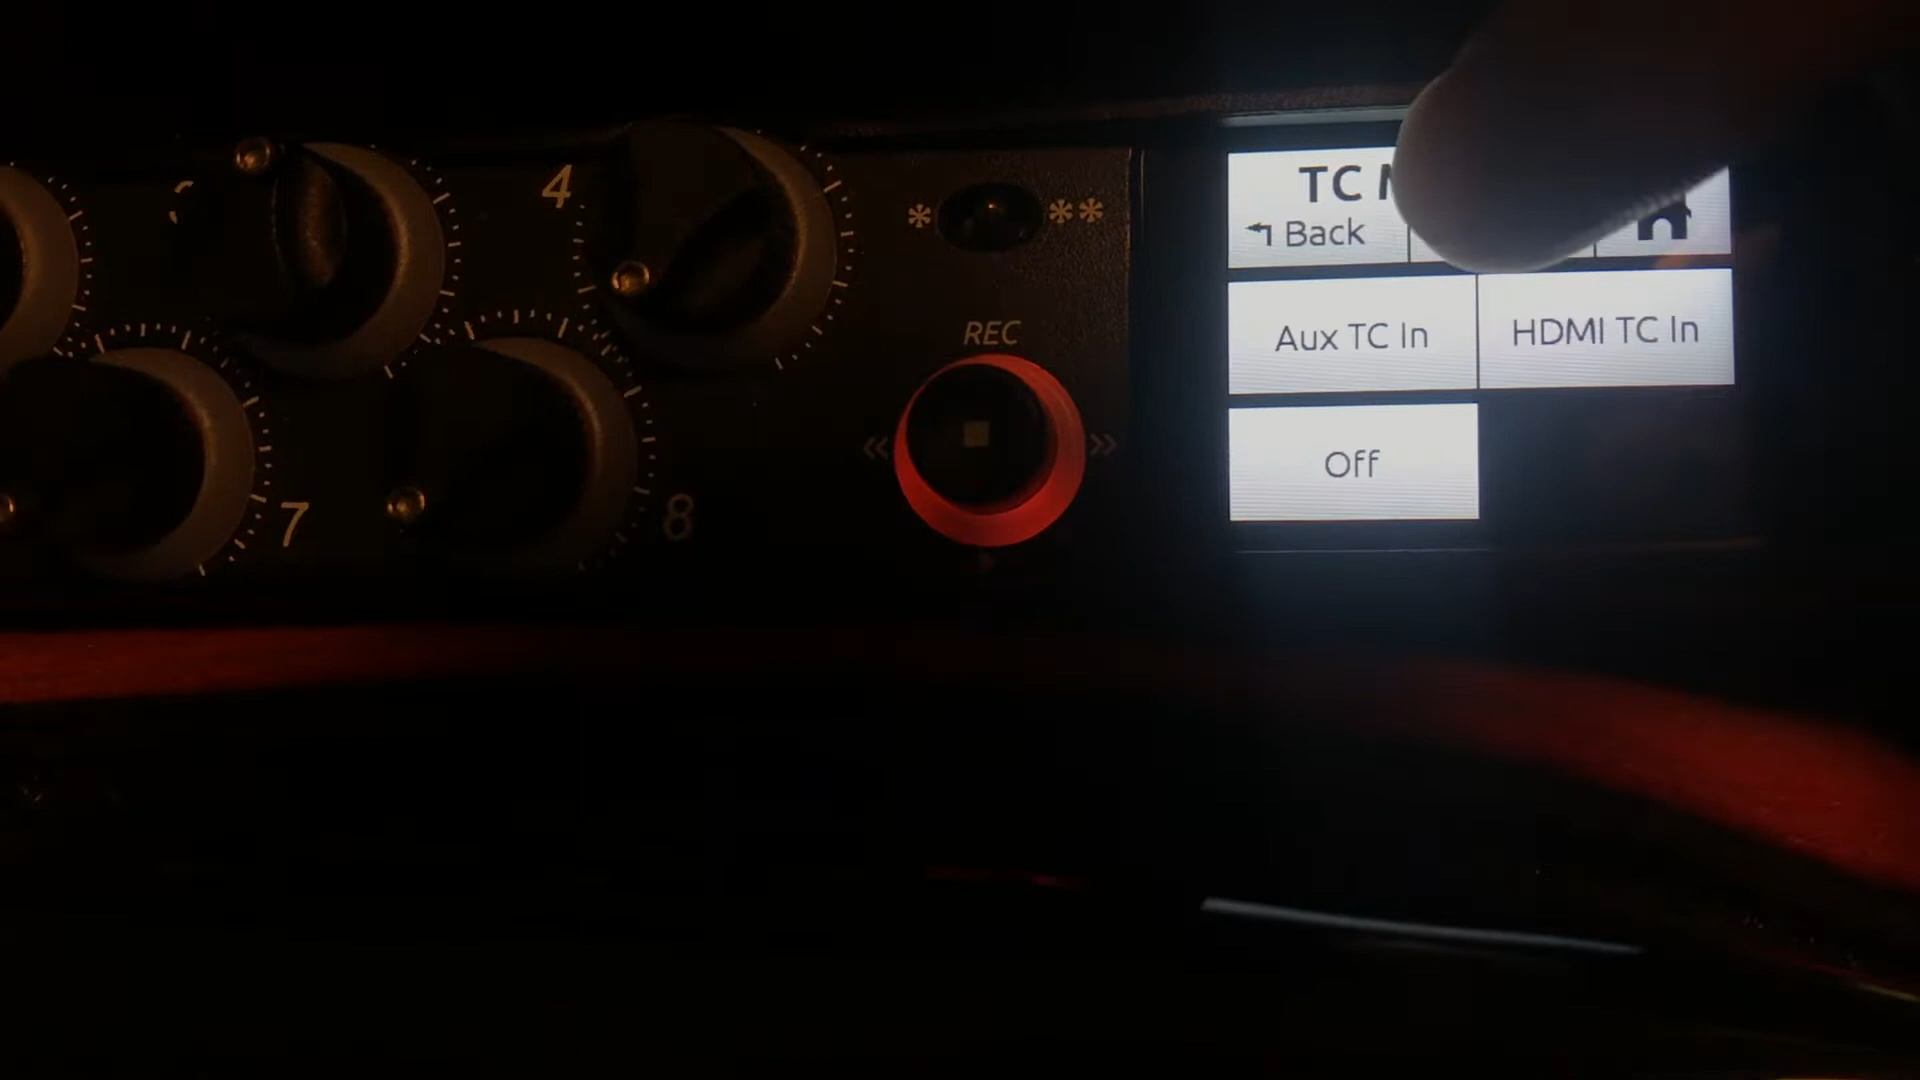 TC
Back
Aux TC In
HDMI TC In
Off
4
* **
REC
« »
7
8